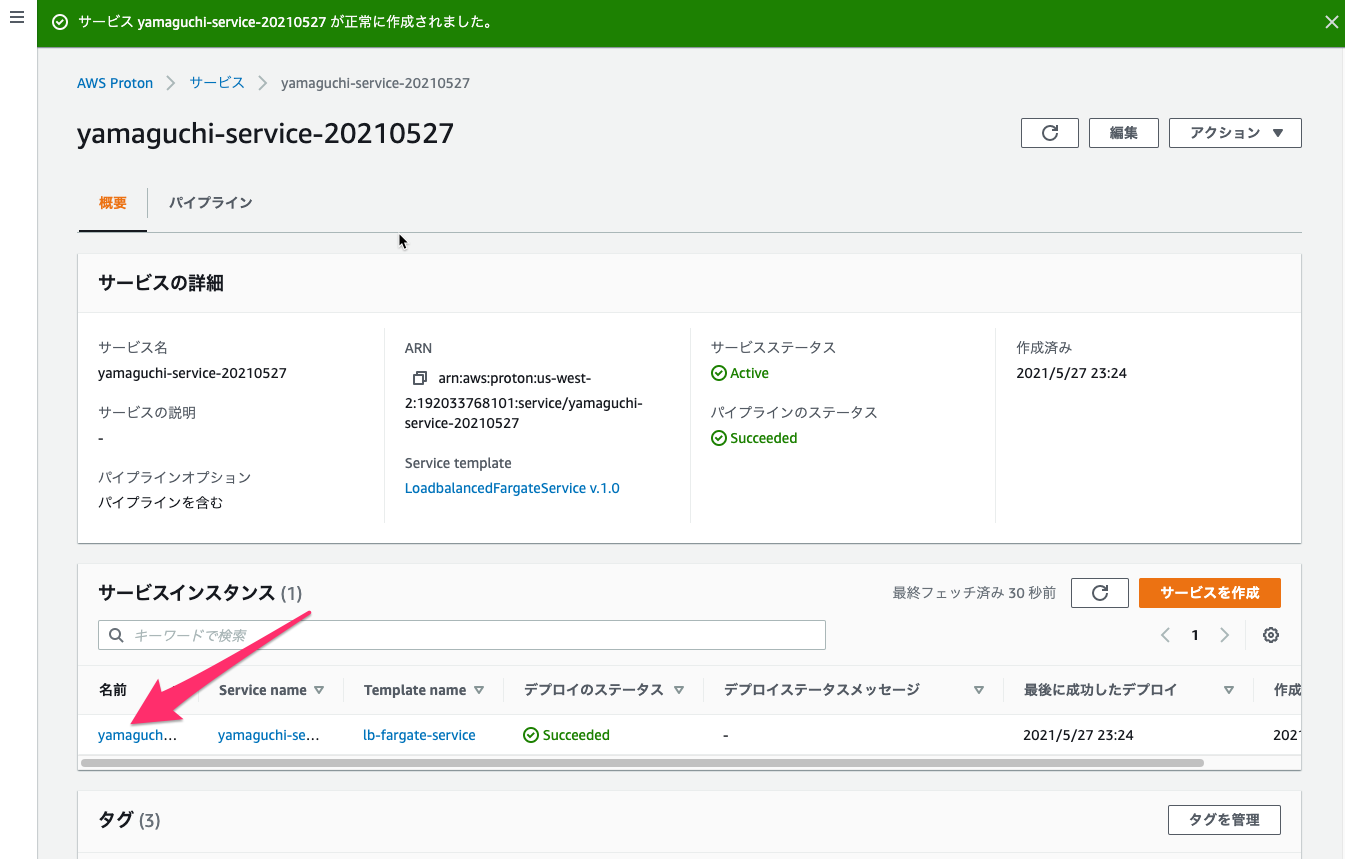 サービス yamaguchi-service-20210527 が正常に作成されました。
AWS Proton サービス yamaguchi-service-20210527
yamaguchi-service-20210527
編集 アクション
概要 パイプライン
サービスの詳細
サービス名
yamaguchi-service-20210527
サービスの説明
-
パイプラインオプション
パイプラインを含む
ARN
arn:aws:proton:us-west-
2:192033768101:service/yamaguchi-
service-20210527
Service template
LoadbalancedFargateService v.1.0
サービスステータス
Active
パイプラインのステータス
Succeeded
作成済み
2021/5/27 23:24
サービスインスタンス (1)
最終フェッチ済み 30 秒前
サービスを作成
キーワードで検索
1
名前 Service name Template name デプロイのステータス デプロイステータスメッセージ 最後に成功したデプロイ 作成
yamaguch... yamaguchi-se... lb-fargate-service Succeeded - 2021/5/27 23:24 2021
タグ (3)
タグを管理